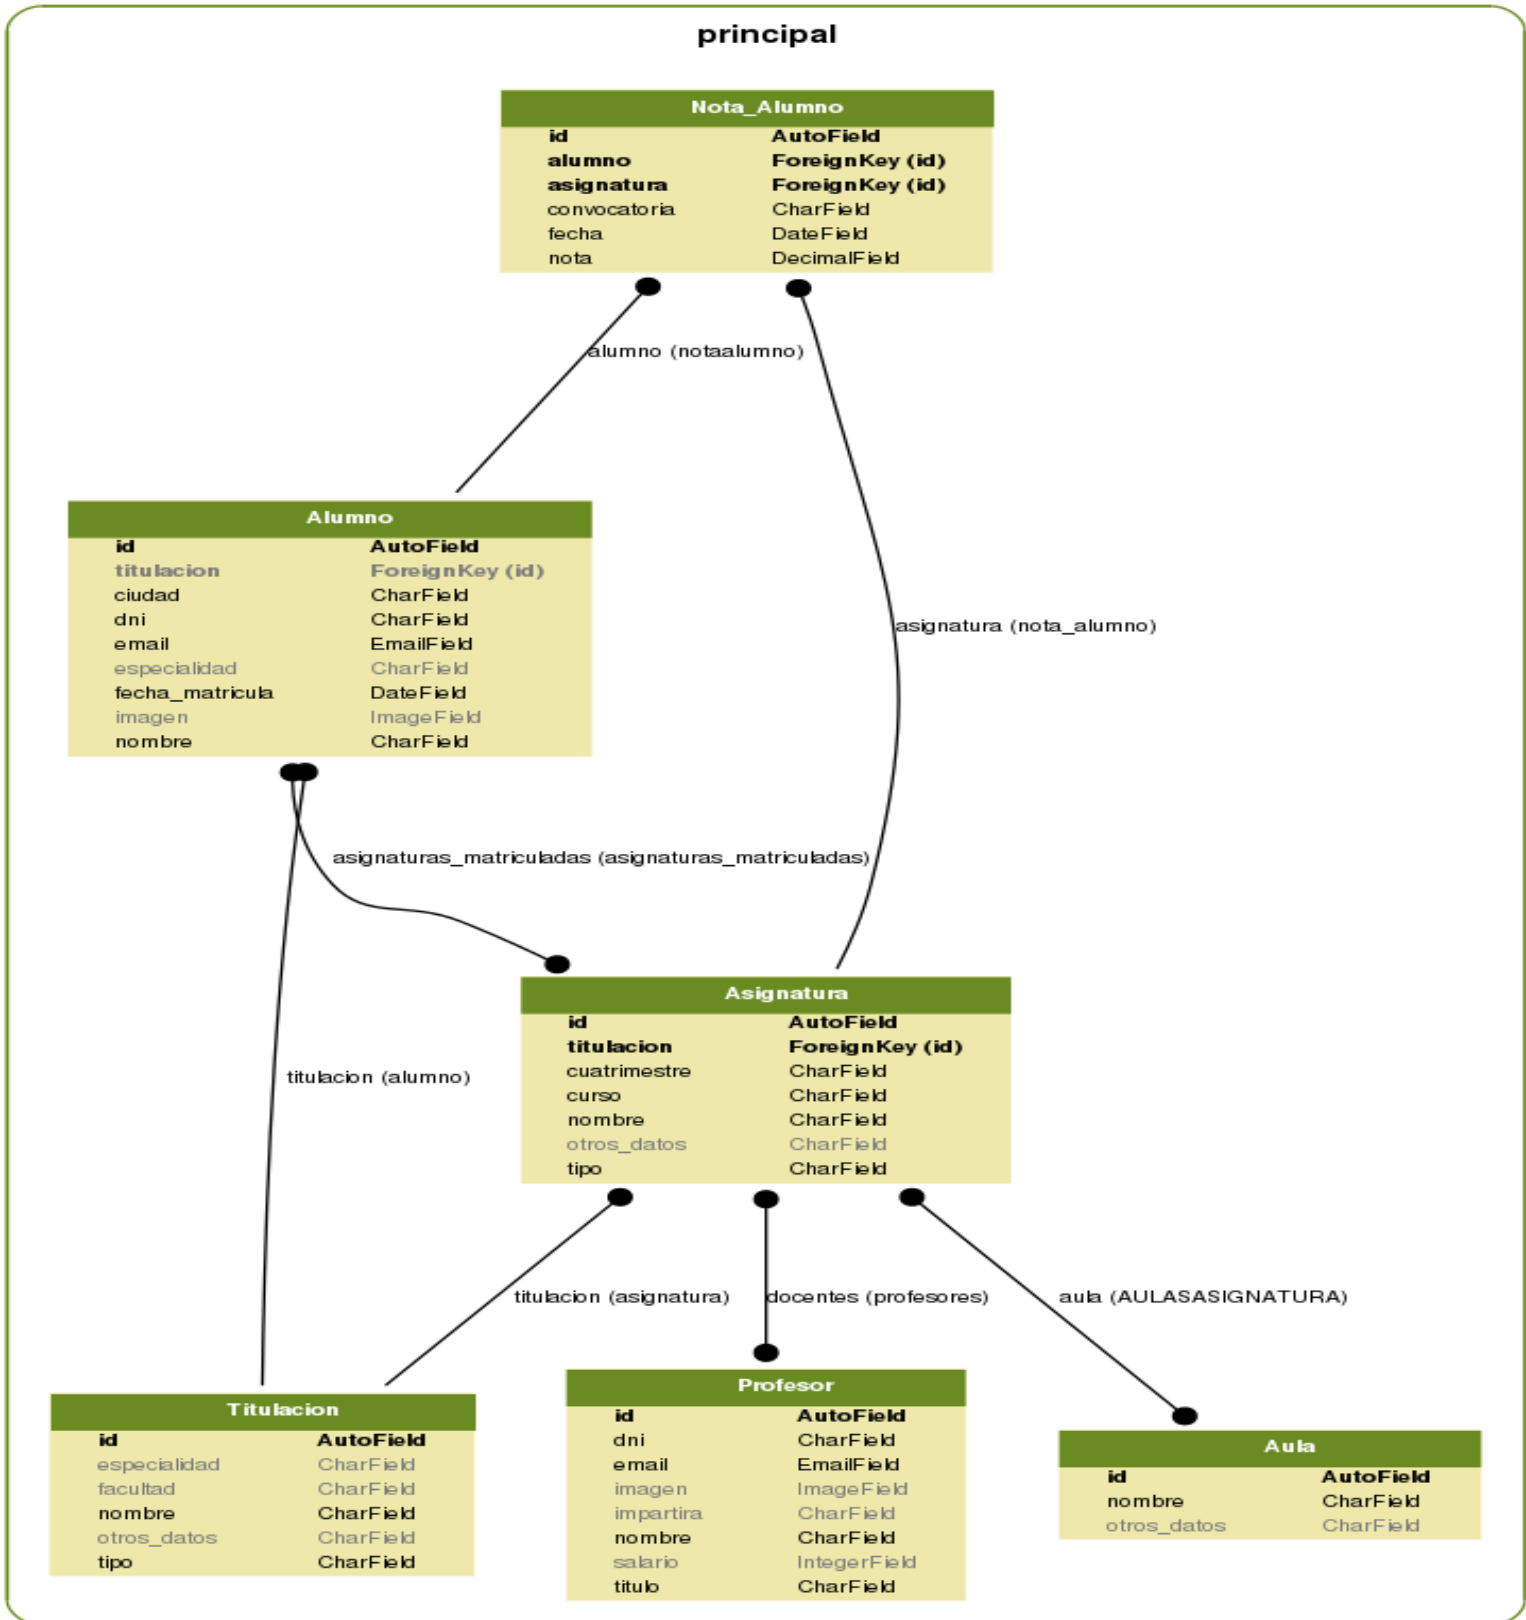 principal
Nota_Alumno
id AutoField
alumno ForeignKey (id)
asignatura ForeignKey (id)
convocatoria CharField
fecha DateField
nota DecimalField
alumno (notaalumno)
Alumno
id AutoField
titulacion ForeignKey (id)
ciudad CharField
dni CharField
email EmailField
especialidad CharField
fecha_matricula DateField
imagen ImageField
nombre CharField
asignatura (nota_alumno)
asignaturas_matriculadas (asignaturas_matriculadas)
Asignatura
id AutoField
titulacion ForeignKey (id)
cuatrimestre CharField
curso CharField
nombre CharField
otros_datos CharField
tipo CharField
titulacion (alumno)
titulacion (asignatura)
docentes (profesores)
aula (AULASASIGNATURA)
Titulacion
id AutoField
especialidad CharField
facultad CharField
nombre CharField
otros_datos CharField
tipo CharField
Profesor
id AutoField
dni CharField
email EmailField
imagen ImageField
impartira CharField
nombre CharField
salario IntegerField
titulo CharField
Aula
id AutoField
nombre CharField
otros_datos CharField